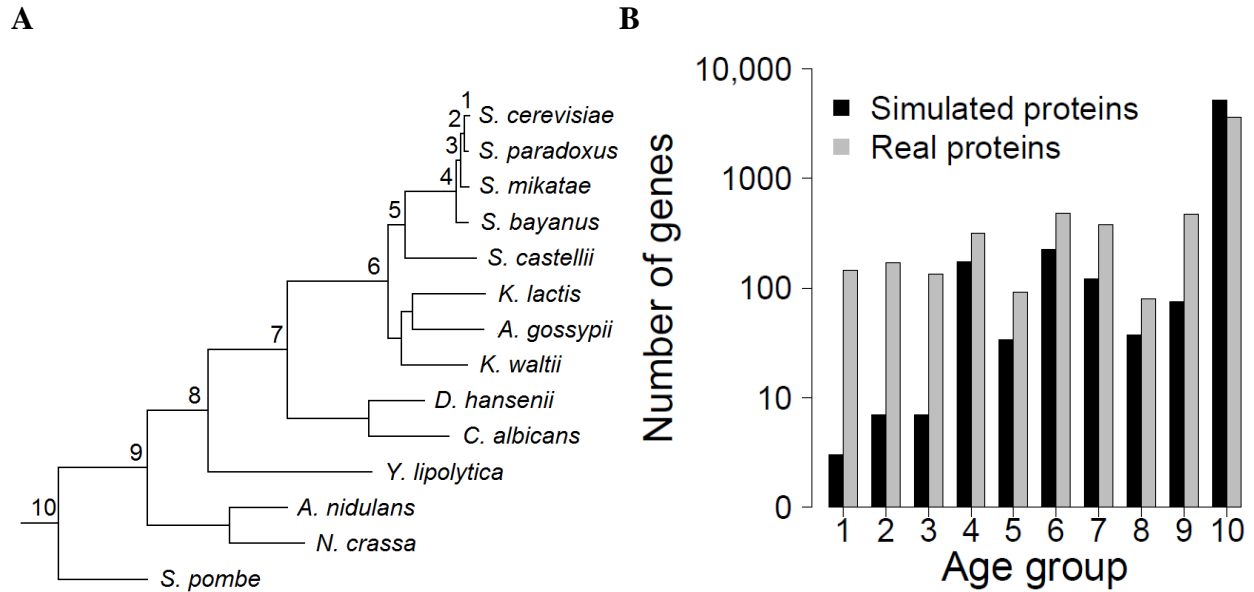 A
1
2
S. cerevisiae
3
S. paradoxus
4
S. mikatae
5
S. bayanus
6
S. castellii
K. lactis
7
A. gossypii
K. waltii
8
D. hansenii
C. albicans
9
Y. lipolytica
10
A. nidulans
N. crassa
S. pombe
B
Number of genes
10,000
1000
100
10
0
Simulated proteins
Real proteins
1 2 3 4 5 6 7 8 9 10
Age group